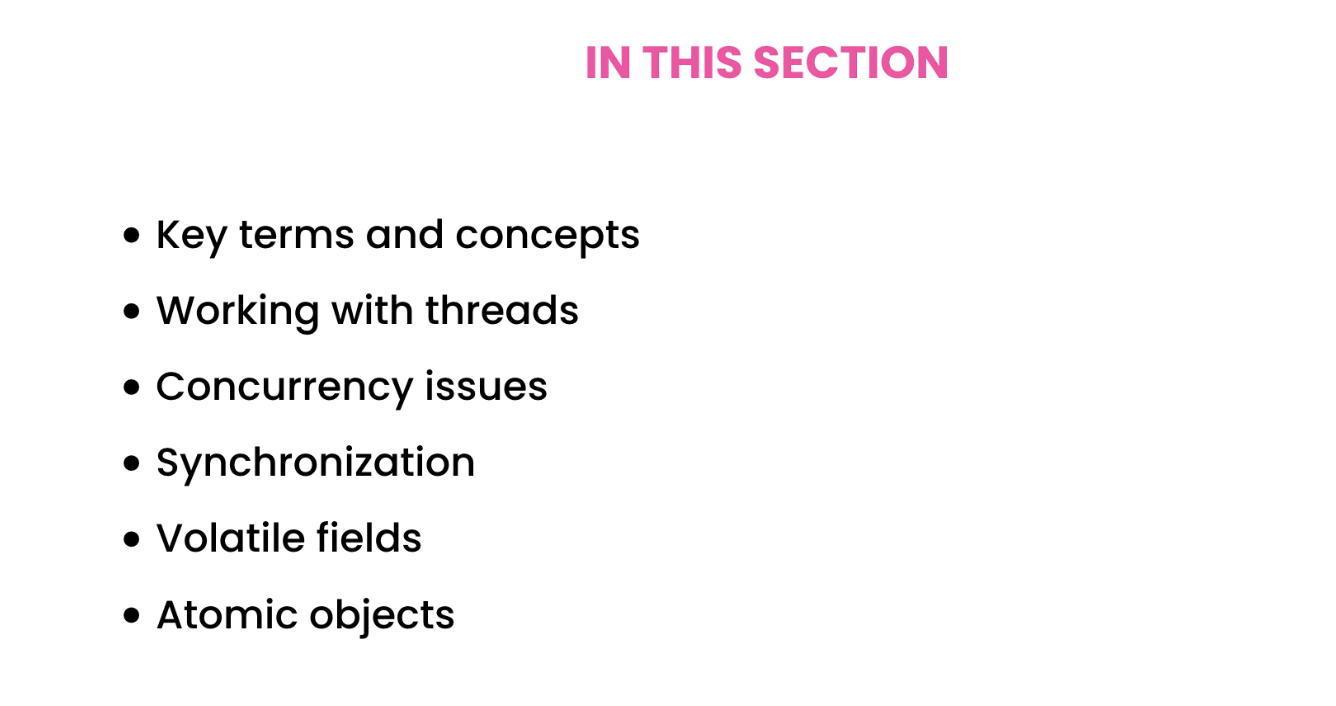 IN THIS SECTION
• Key terms and concepts
• Working with threads
• Concurrency issues
• Synchronization
• Volatile fields
• Atomic objects